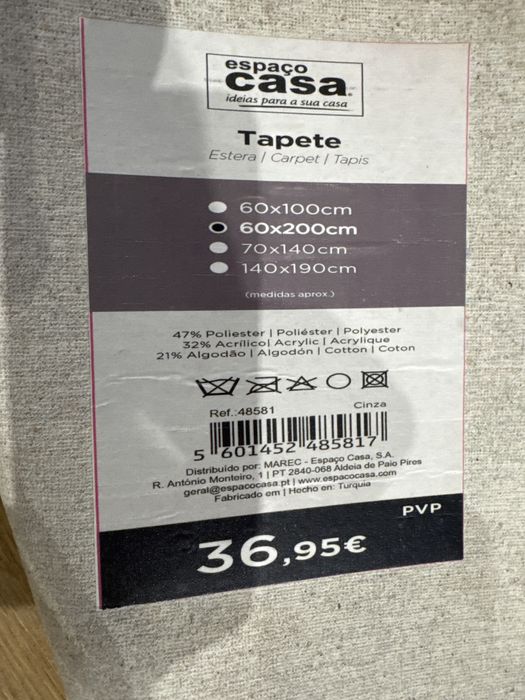 espaço
casa
ideias para a sua casa
Tapete
Estera | Carpet | Tapis
60x100cm
60x200cm
70x140cm
140x190cm
(medidas aprox.)
47% Poliester | Poliéster | Polyester
32% Acrílico| Acrylic | Acrylique
21% Algodão | Algodón | Cotton | Coton
Ref.:48581
Cinza
5 601452 485817
Distribuído por: MAREC - Espaço Casa, S.A.
R. António Monteiro, 1 | PT 2840-068 Aldeia de Paio Pires
geral@espacocasa.pt | www.espacocasa.com
Fabricado em | Hecho en: Turquia
PVP
36,95€